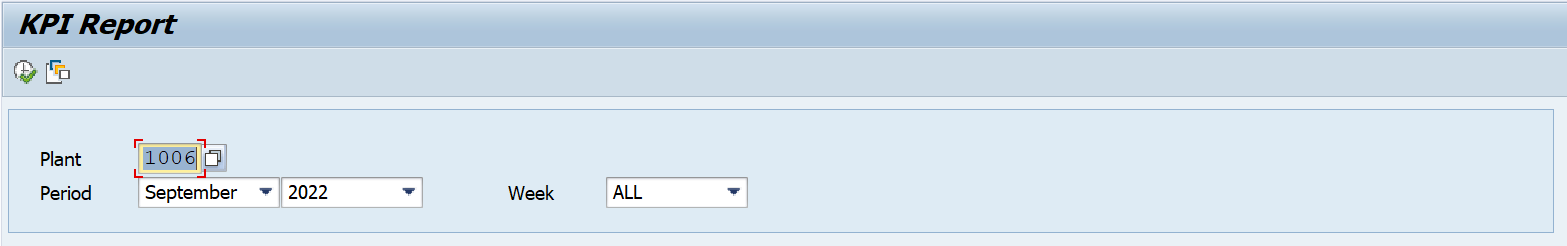 KPI Report
Plant 1006
Period September 2022 Week ALL